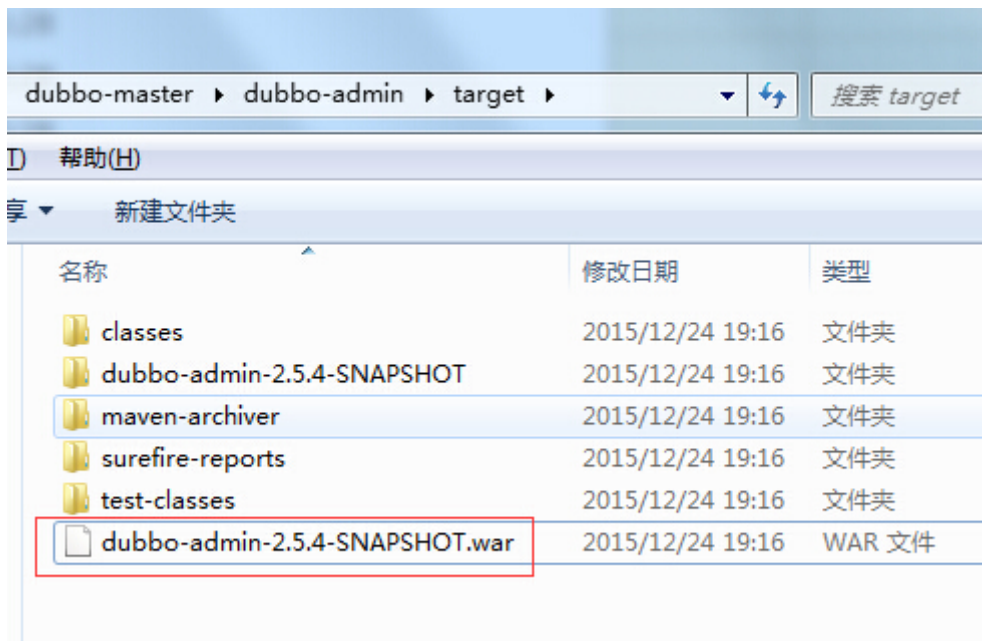 dubbo-master ▸ dubbo-admin ▸ target ▸ 搜索 target
T) 帮助(H)
享 ▼ 新建文件夹
名称 修改日期 类型
classes 2015/12/24 19:16 文件夹
dubbo-admin-2.5.4-SNAPSHOT 2015/12/24 19:16 文件夹
maven-archiver 2015/12/24 19:16 文件夹
surefire-reports 2015/12/24 19:16 文件夹
test-classes 2015/12/24 19:16 文件夹
dubbo-admin-2.5.4-SNAPSHOT.war 2015/12/24 19:16 WAR 文件